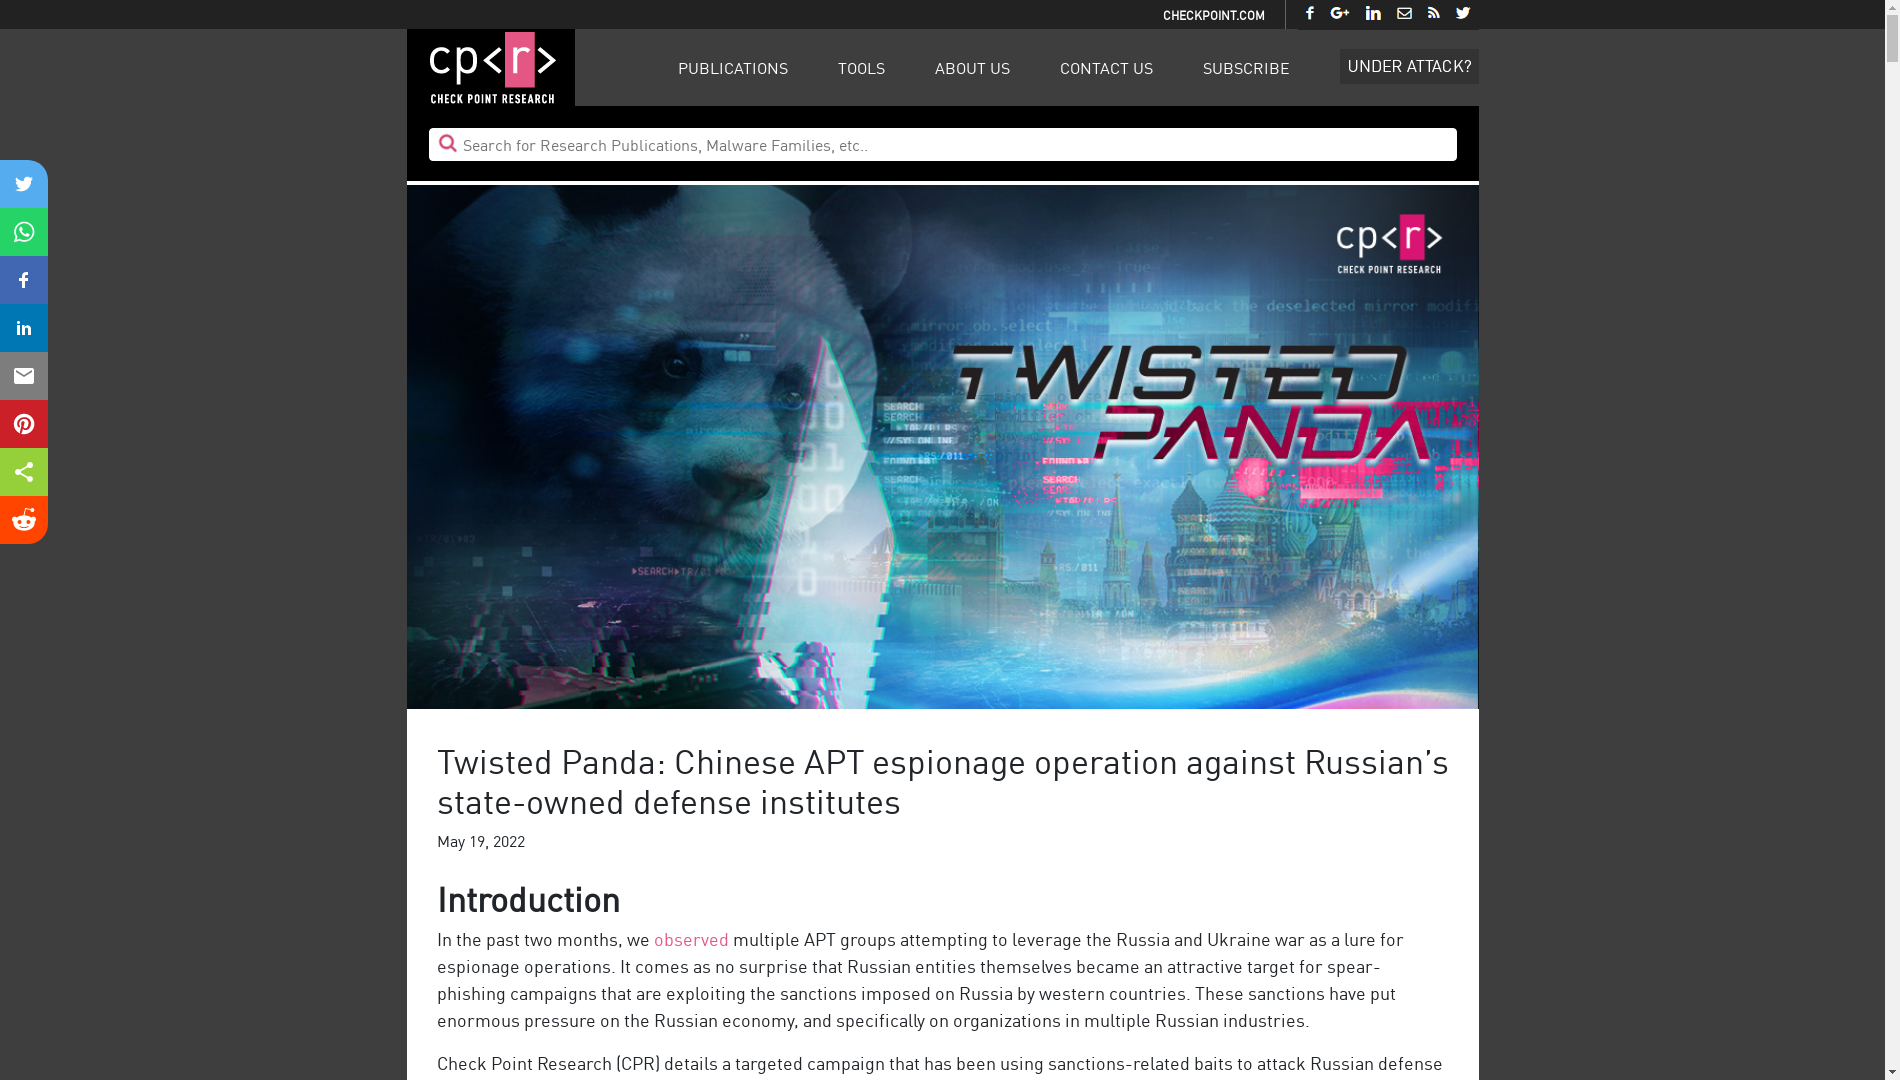 CHECKPOINT.COM
cp<r>
CHECK POINT RESEARCH
PUBLICATIONS
TOOLS
ABOUT US
CONTACT US
SUBSCRIBE
UNDER ATTACK?
Search for Research Publications, Malware Families, etc..
cp<r>
CHECK POINT RESEARCH
TWISTED
PANDA
Twisted Panda: Chinese APT espionage operation against Russian’s
state-owned defense institutes
May 19, 2022
Introduction
In the past two months, we observed multiple APT groups attempting to leverage the Russia and Ukraine war as a lure for
espionage operations. It comes as no surprise that Russian entities themselves became an attractive target for spear-
phishing campaigns that are exploiting the sanctions imposed on Russia by western countries. These sanctions have put
enormous pressure on the Russian economy, and specifically on organizations in multiple Russian industries.
Check Point Research (CPR) details a targeted campaign that has been using sanctions-related baits to attack Russian defense